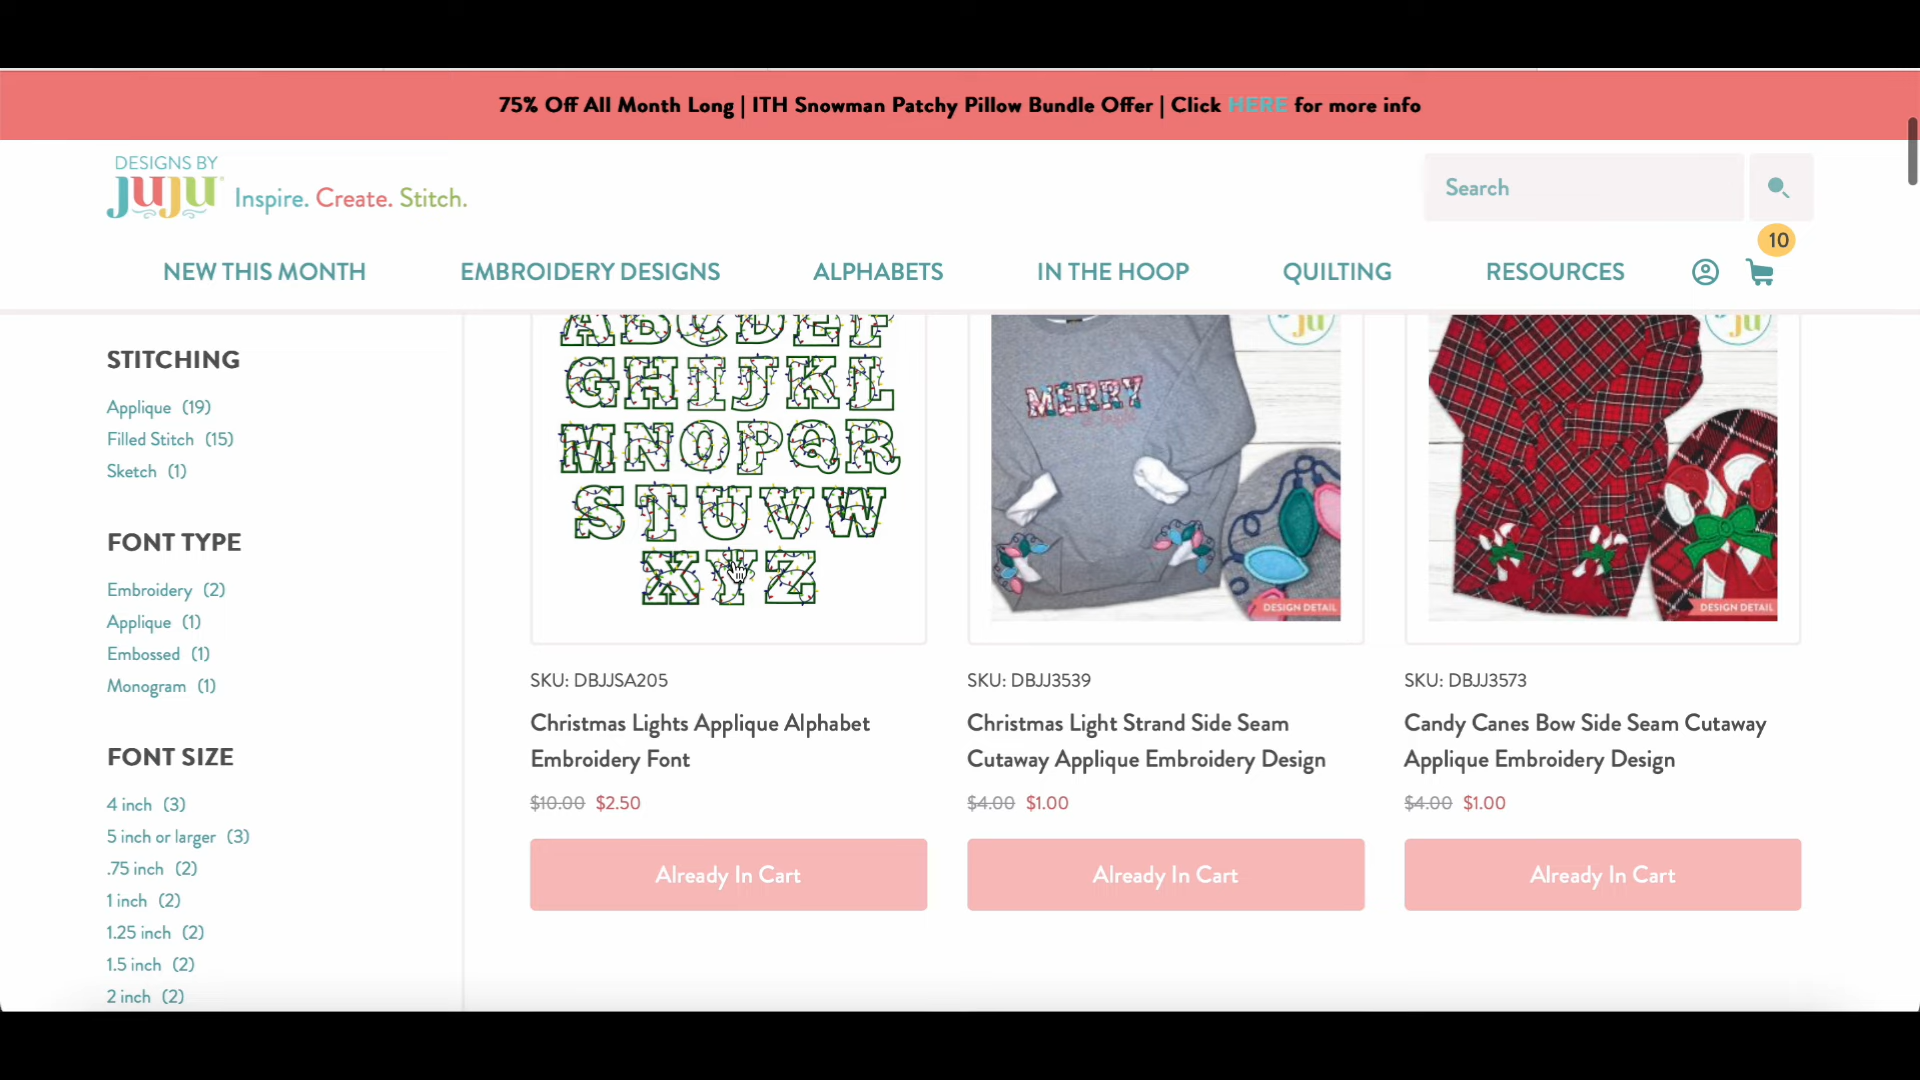 75% Off All Month Long | ITH Snowman Patchy Pillow Bundle Offer | Click HERE for more info
DESIGNS BY
JUJU
Inspire. Create. Stitch.
Search
10
NEW THIS MONTH
EMBROIDERY DESIGNS
ALPHABETS
IN THE HOOP
QUILTING
RESOURCES
STITCHING
Applique (19)
Filled Stitch (15)
Sketch (1)
FONT TYPE
Embroidery (2)
Applique (1)
Embossed (1)
Monogram (1)
FONT SIZE
4 inch (3)
5 inch or larger (3)
.75 inch (2)
1 inch (2)
1.25 inch (2)
1.5 inch (2)
2 inch (2)
ABCDEF
GHIJKL
MNOPQR
STUVW
XYZ
SKU: DBJJSA205
Christmas Lights Applique Alphabet
Embroidery Font
$10.00 $2.50
Already In Cart
MERRY
DESIGN DETAIL
SKU: DBJJ3539
Christmas Light Strand Side Seam
Cutaway Applique Embroidery Design
$4.00 $1.00
Already In Cart
DESIGN DETAIL
SKU: DBJJ3573
Candy Canes Bow Side Seam Cutaway
Applique Embroidery Design
$4.00 $1.00
Already In Cart